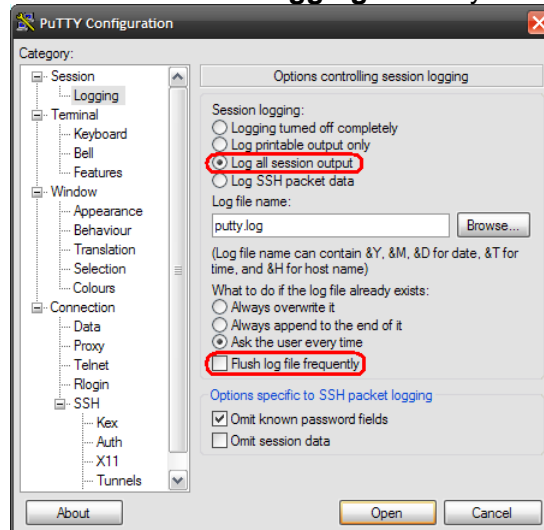 PuTTY Configuration
Category:
Session
Logging
Terminal
Keyboard
Bell
Features
Window
Appearance
Behaviour
Translation
Selection
Colours
Connection
Data
Proxy
Telnet
Rlogin
SSH
Kex
Auth
X11
Tunnels
Options controlling session logging
Session logging:
Logging turned off completely
Log printable output only
Log all session output
Log SSH packet data
Log file name:
putty.log
Browse...
(Log file name can contain &Y, &M, &D for date, &T for
time, and &H for host name)
What to do if the log file already exists:
Always overwrite it
Always append to the end of it
Ask the user every time
Flush log file frequently
Options specific to SSH packet logging
Omit known password fields
Omit session data
About
Open
Cancel